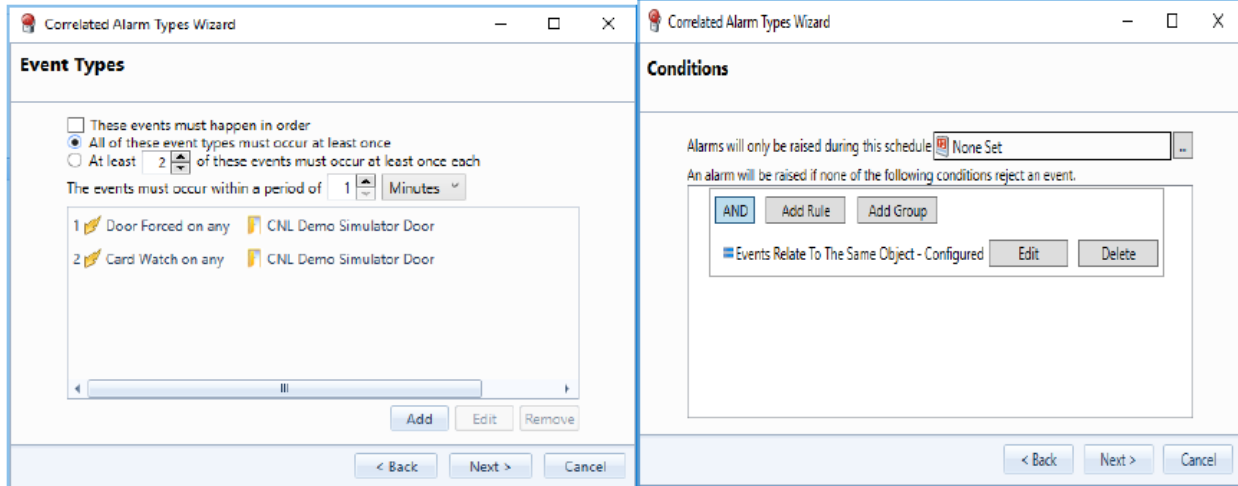 Correlated Alarm Types Wizard
Event Types
These events must happen in order
All of these event types must occur at least once
At least 2 of these events must occur at least once each
The events must occur within a period of 1 Minutes
1 Door Forced on any CNL Demo Simulator Door
2 Card Watch on any CNL Demo Simulator Door
Add Edit Remove
< Back Next > Cancel
Correlated Alarm Types Wizard
Conditions
Alarms will only be raised during this schedule None Set ...
An alarm will be raised if none of the following conditions reject an event.
AND Add Rule Add Group
Events Relate To The Same Object - Configured Edit Delete
< Back Next > Cancel